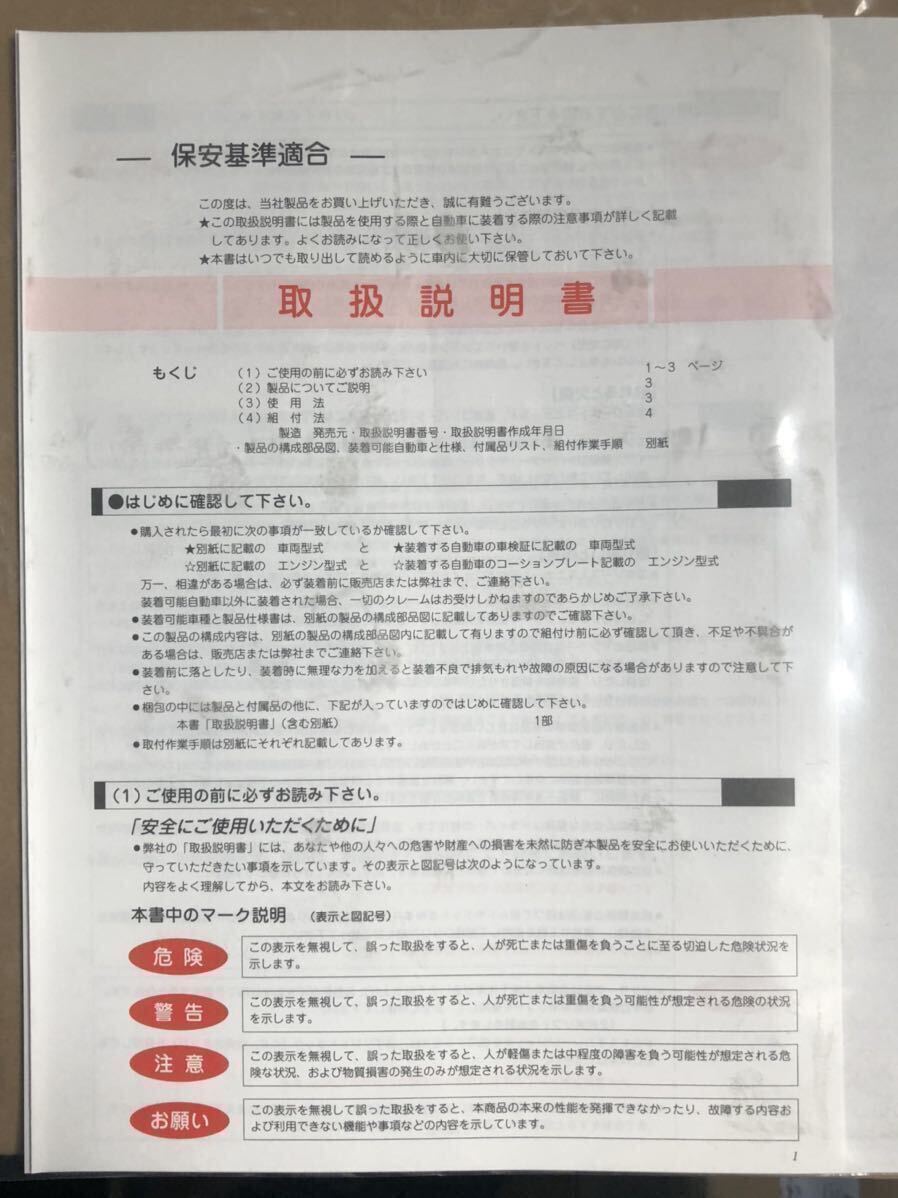 ― 保安基準適合 ―
この度は、当社製品をお買い上げいただき、誠に有難うございます。
★この取扱説明書には製品を使用する際と自動車に装着する際の注意事項が詳しく記載
してあります。よくお読みになって正しくお使い下さい。
★本書はいつでも取り出して読めるように車内に大切に保管しておいて下さい。
取扱説明書
もくじ (1)ご使用の前に必ずお読み下さい 1〜3 ページ
(2)製品についてご説明 3
(3)使 用 法 3
(4)組 付 法 4
製造 発売元・取扱説明書番号・取扱説明書作成年月日
・製品の構成部品図、装着可能自動車と仕様、付属品リスト、組付作業手順 別紙
●はじめに確認して下さい。
●購入されたら最初に次の事項が一致しているか確認して下さい。
★別紙に記載の 車両型式 と ★装着する自動車の車検証に記載の 車両型式
☆別紙に記載の エンジン型式 と ☆装着する自動車のコーションプレート記載の エンジン型式
万一、相違がある場合は、必ず装着前に販売店または弊社まで、ご連絡下さい。
装着可能自動車以外に装着された場合、一切のクレームはお受けしかねますのであらかじめご了承下さい。
●装着可能車種と製品仕様書は、別紙の製品の構成部品図に記載してありますのでご確認下さい。
●この製品の構成内容は、別紙の製品の構成部品図内に記載して有りますので組付け前に必ず確認して頂き、不足や不具合が
ある場合は、販売店または弊社までご連絡下さい。
●装着前に落としたり、装着時に無理な力を加えると装着不良で排気もれや故障の原因になる場合がありますので注意して下
さい。
●梱包の中には製品と付属品の他に、下記が入っていますのではじめに確認して下さい。
本書「取扱説明書」(含む別紙) 1部
●取付作業手順は別紙にそれぞれ記載してあります。
(1)ご使用の前に必ずお読み下さい。
「安全にご使用いただくために」
●弊社の「取扱説明書」には、あなたや他の人々への危害や財産への損害を未然に防ぎ本製品を安全にお使いいただくために、
守っていただきたい事項を示しています。その表示と図記号は次のようになっています。
内容をよく理解してから、本文をお読み下さい。
本書中のマーク説明 (表示と図記号)
危険
この表示を無視して、誤った取扱をすると、人が死亡または重傷を負うことに至る切迫した危険状況を
示します。
警告
この表示を無視して、誤った取扱をすると、人が死亡または重傷を負う可能性が想定される危険の状況
を示します。
注意
この表示を無視して、誤った取扱をすると、人が軽傷または中程度の障害を負う可能性が想定される危
険な状況、および物質損害の発生のみが想定される状況を示します。
お願い
この表示を無視して誤った取扱をすると、本商品の本来の性能を発揮できなかったり、故障する内容お
よび利用できない機能や事項などの内容を示しています。
1